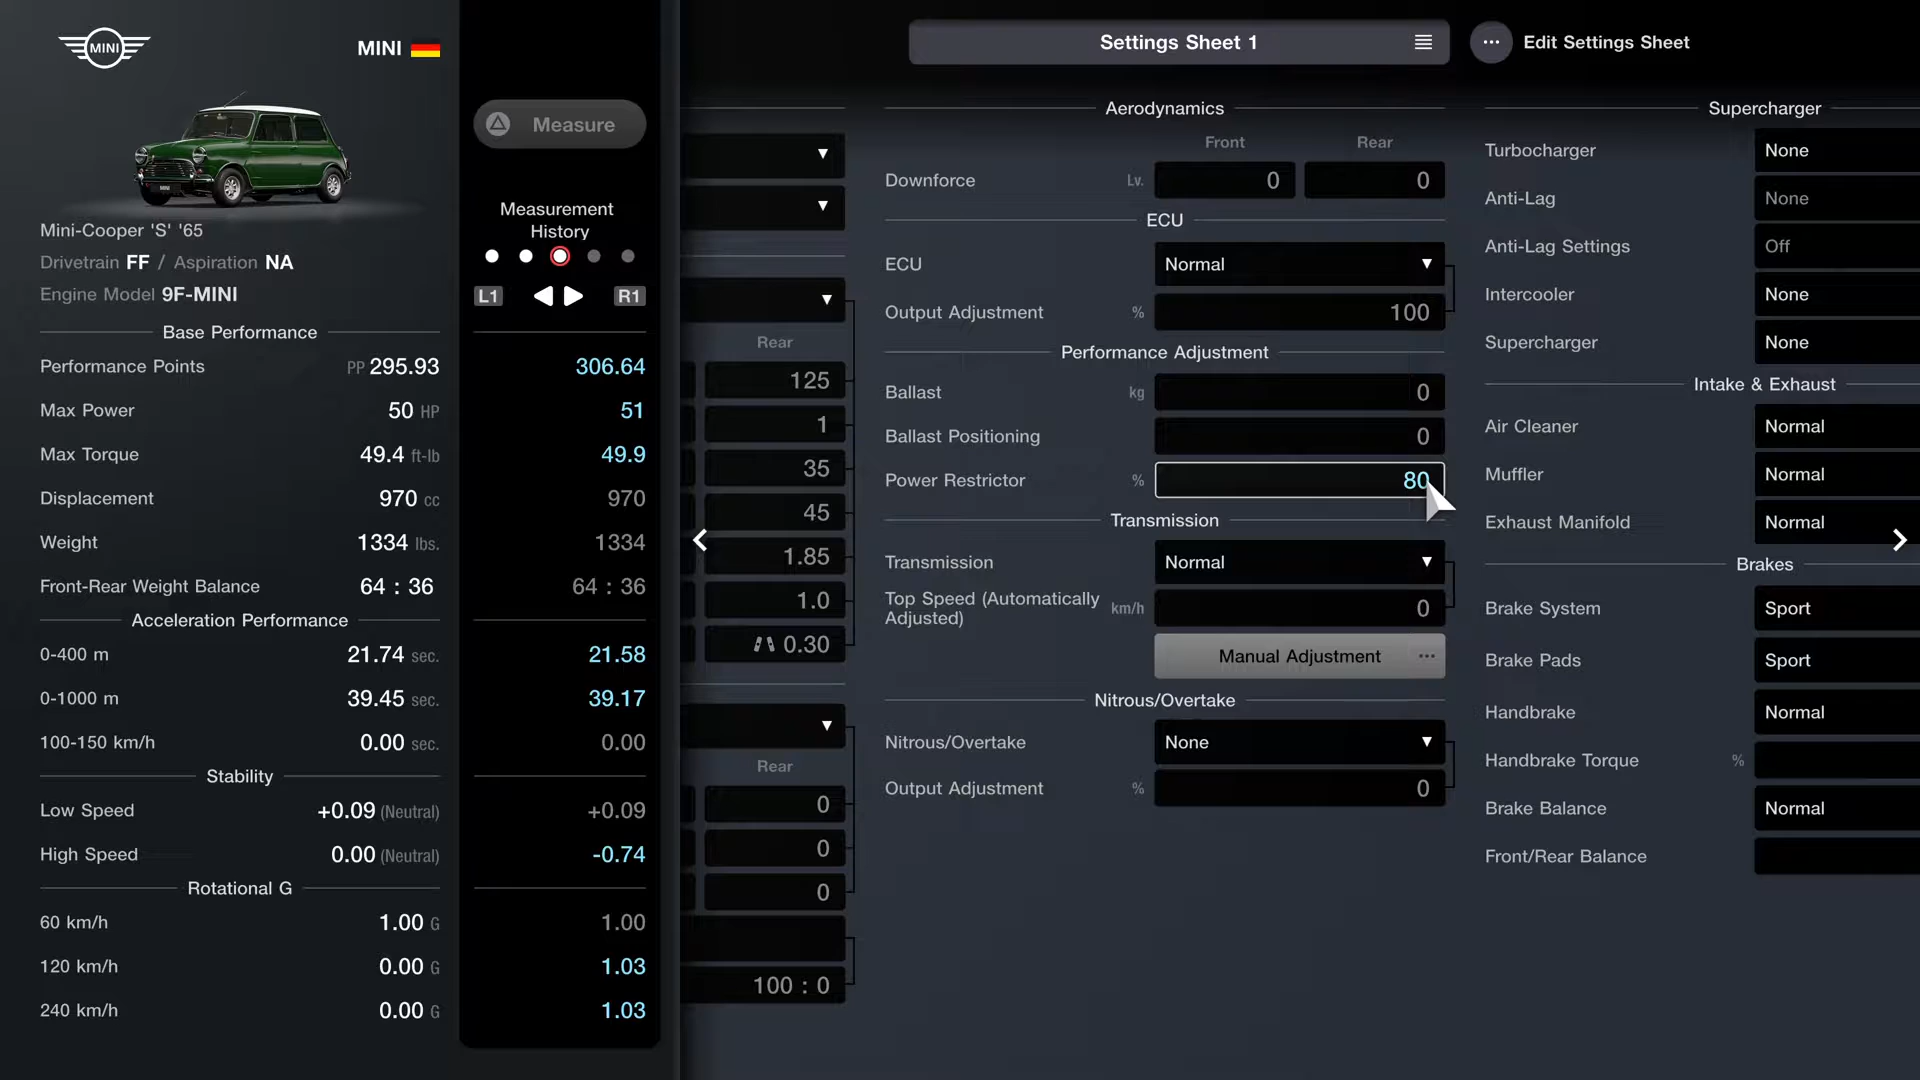 MINI
MINI
Settings Sheet 1
Edit Settings Sheet
Mini-Cooper 'S' '65
Drivetrain FF / Aspiration NA
Engine Model 9F-MINI
Base Performance
Performance Points PP 295.93
Max Power 50 HP
Max Torque 49.4 ft-lb
Displacement 970 cc
Weight 1334 lbs.
Front-Rear Weight Balance 64 : 36
Acceleration Performance
0-400 m 21.74 sec.
0-1000 m 39.45 sec.
100-150 km/h 0.00 sec.
Stability
Low Speed +0.09 (Neutral)
High Speed 0.00 (Neutral)
Rotational G
60 km/h 1.00 G
120 km/h 0.00 G
240 km/h 0.00 G
Measure
Measurement
History
L1 R1
306.64
51
49.9
970
1334
64 : 36
21.58
39.17
0.00
+0.09
-0.74
1.00
1.03
1.03
Rear
125
1
35
45
1.85
1.0
0.30
Rear
0
0
0
100 : 0
Aerodynamics
Front Rear
Downforce Lv. 0 0
ECU
ECU Normal
Output Adjustment % 100
Performance Adjustment
Ballast kg 0
Ballast Positioning 0
Power Restrictor % 80
Transmission
Transmission Normal
Top Speed (Automatically
Adjusted) km/h 0
Manual Adjustment
Nitrous/Overtake
Nitrous/Overtake None
Output Adjustment % 0
Supercharger
Turbocharger None
Anti-Lag None
Anti-Lag Settings Off
Intercooler None
Supercharger None
Intake & Exhaust
Air Cleaner Normal
Muffler Normal
Exhaust Manifold Normal
Brakes
Brake System Sport
Brake Pads Sport
Handbrake Normal
Handbrake Torque %
Brake Balance Normal
Front/Rear Balance